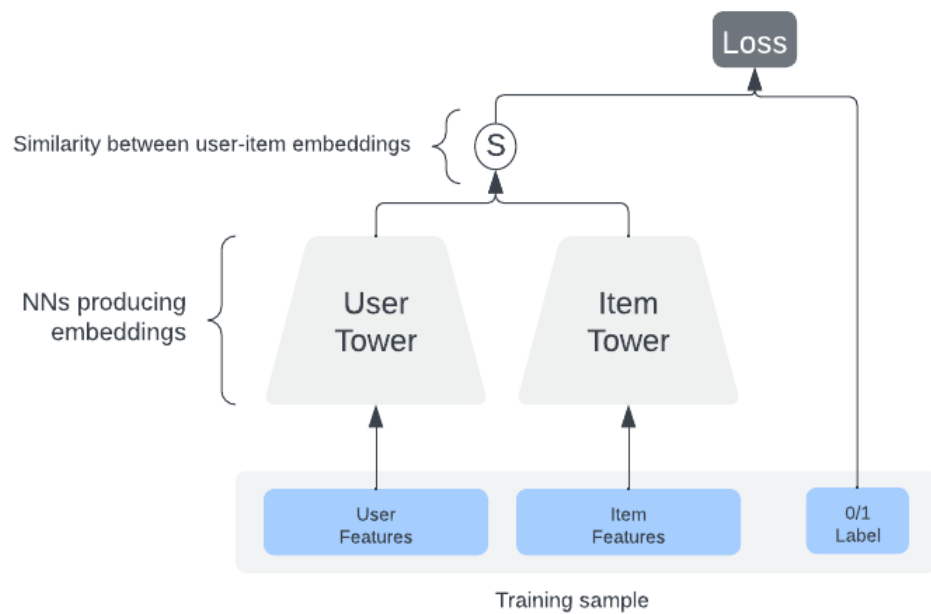 Loss
Similarity between user-item embeddings
S
NNs producing
embeddings
User
Tower
Item
Tower
User
Features
Item
Features
0/1
Label
Training sample